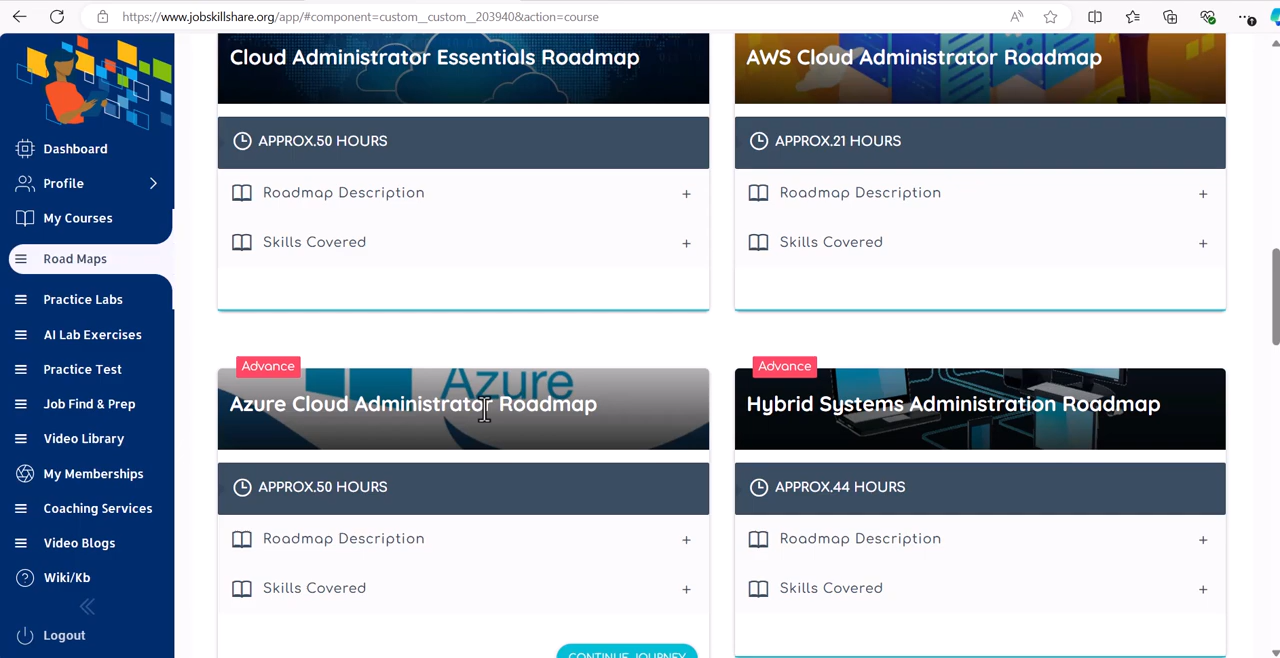 https://www.jobskillshare.org/app/#component=custom__custom_203940&action=course
Dashboard
Profile
My Courses
Road Maps
Practice Labs
AI Lab Exercises
Practice Test
Job Find & Prep
Video Library
My Memberships
Coaching Services
Video Blogs
Wiki/Kb
Logout
Cloud Administrator Essentials Roadmap
APPROX.50 HOURS
Roadmap Description +
Skills Covered +
AWS Cloud Administrator Roadmap
APPROX.21 HOURS
Roadmap Description +
Skills Covered +
Advance
Azure
Azure Cloud Administrator Roadmap
APPROX.50 HOURS
Roadmap Description +
Skills Covered +
CONTINUE JOURNEY
Advance
Hybrid Systems Administration Roadmap
APPROX.44 HOURS
Roadmap Description +
Skills Covered +